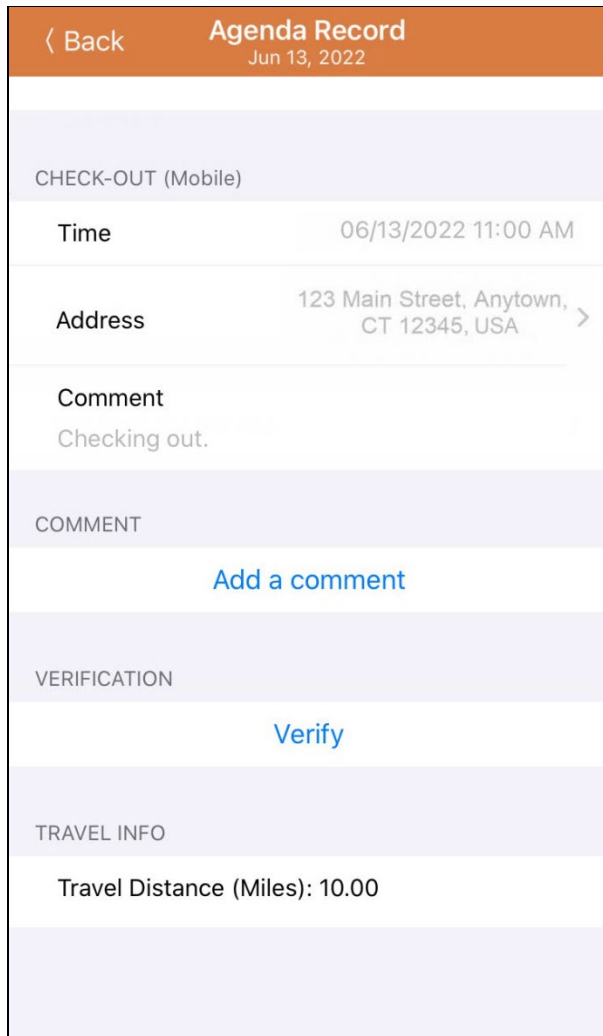 Back
Agenda Record
Jun 13, 2022
CHECK-OUT (Mobile)
Time
06/13/2022 11:00 AM
Address
123 Main Street, Anytown,
CT 12345, USA
Comment
Checking out.
COMMENT
Add a comment
VERIFICATION
Verify
TRAVEL INFO
Travel Distance (Miles): 10.00